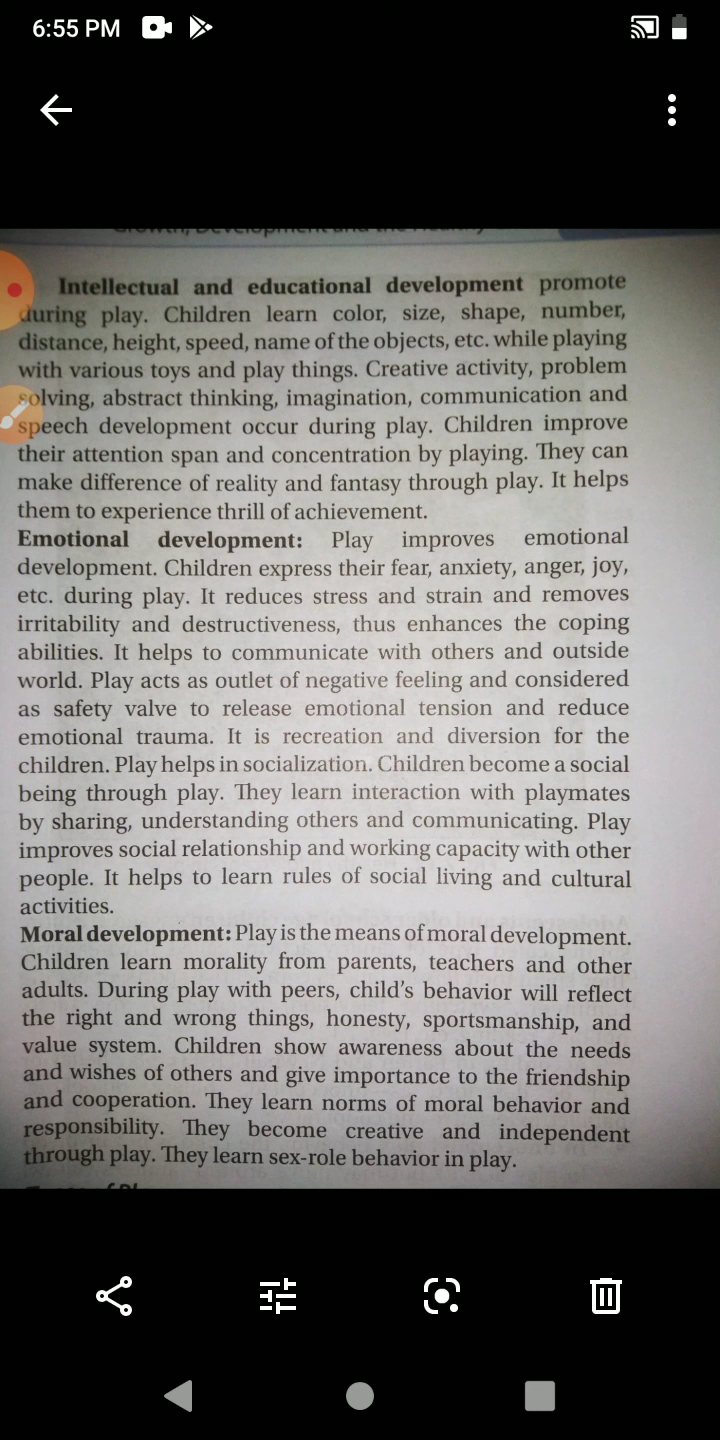 6:55 PM
Growth, Development and the Healthy
Intellectual and educational development promote
during play. Children learn color, size, shape, number,
distance, height, speed, name of the objects, etc. while playing
with various toys and play things. Creative activity, problem
solving, abstract thinking, imagination, communication and
speech development occur during play. Children improve
their attention span and concentration by playing. They can
make difference of reality and fantasy through play. It helps
them to experience thrill of achievement.
Emotional development: Play improves emotional
development. Children express their fear, anxiety, anger, joy,
etc. during play. It reduces stress and strain and removes
irritability and destructiveness, thus enhances the coping
abilities. It helps to communicate with others and outside
world. Play acts as outlet of negative feeling and considered
as safety valve to release emotional tension and reduce
emotional trauma. It is recreation and diversion for the
children. Play helps in socialization. Children become a social
being through play. They learn interaction with playmates
by sharing, understanding others and communicating. Play
improves social relationship and working capacity with other
people. It helps to learn rules of social living and cultural
activities.
Moral development: Play is the means of moral development.
Children learn morality from parents, teachers and other
adults. During play with peers, child's behavior will reflect
the right and wrong things, honesty, sportsmanship, and
value system. Children show awareness about the needs
and wishes of others and give importance to the friendship
and cooperation. They learn norms of moral behavior and
responsibility. They become creative and independent
through play. They learn sex-role behavior in play.